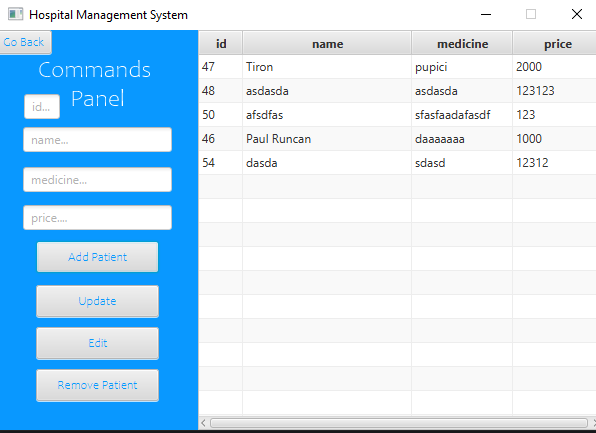 Hospital Management System
Go Back
Commands
Panel
id...
name...
medicine...
price....
Add Patient
Update
Edit
Remove Patient
id name medicine price
47 Tiron pupici 2000
48 asdasda asdasda 123123
50 afsdfas sfasfaadafasdf 123
46 Paul Runcan daaaaaaa 1000
54 dasda sdasd 12312